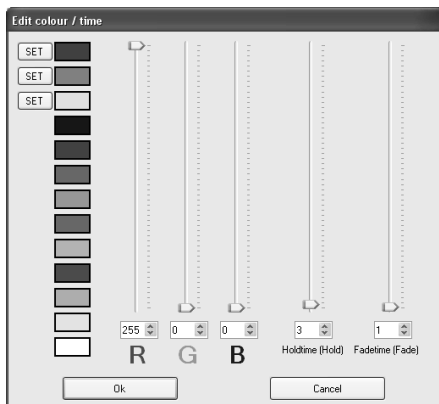 Edit colour / time
SET
SET
SET
255 0 0 3 1
R G B Holdtime (Hold) Fadetime (Fade)
Ok Cancel